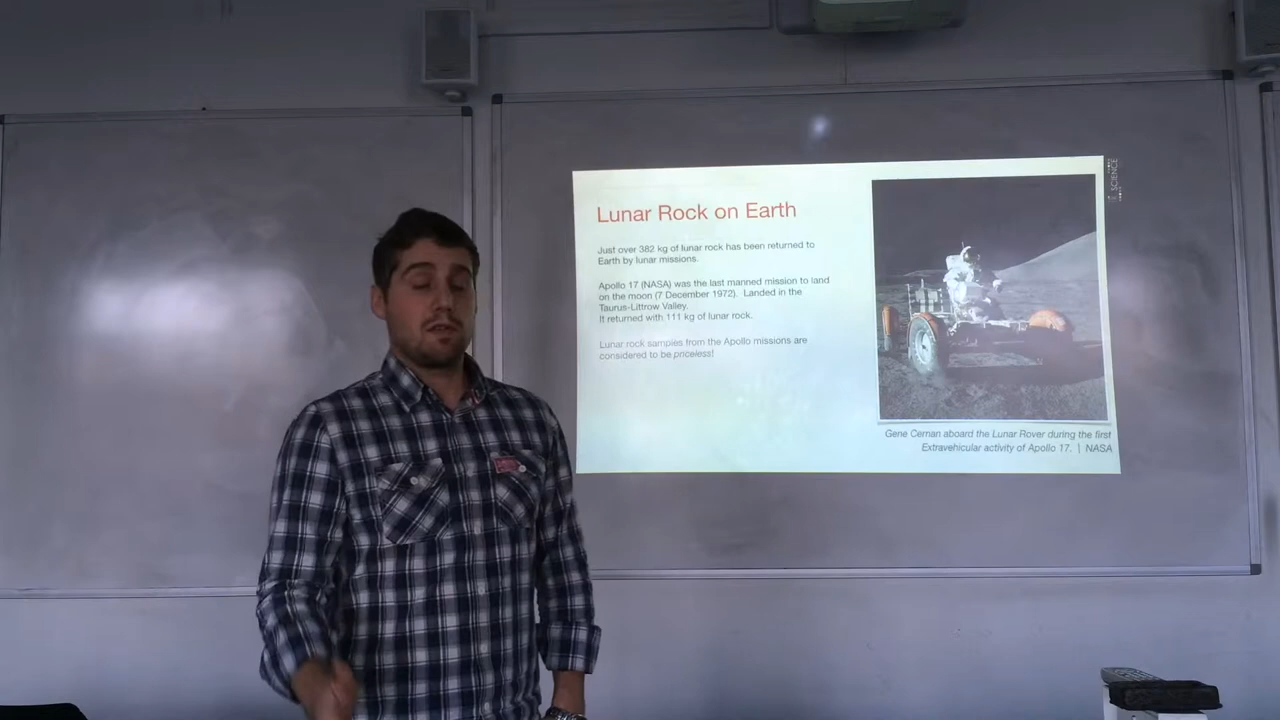 Lunar Rock on Earth
Just over 382 kg of lunar rock has been returned to
Earth by lunar missions.
Apollo 17 (NASA) was the last manned mission to land
on the moon (7 December 1972). Landed in the
Taurus-Littrow Valley.
It returned with 111 kg of lunar rock.
Lunar rock samples from the Apollo missions are
considered to be priceless!
Gene Cernan aboard the Lunar Rover during the first
Extravehicular activity of Apollo 17. | NASA
SCIENCE